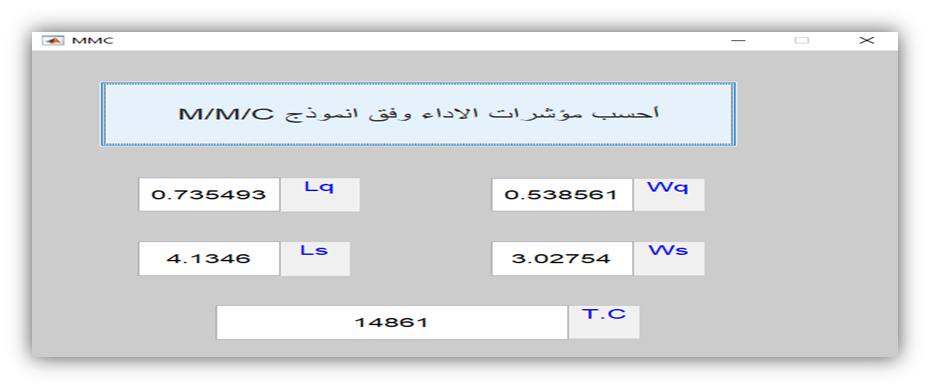 MMC
أحسب مؤشرات الاداء وفق انموذج M/M/C
0.735493 Lq 0.538561 Wq
4.1346 Ls 3.02754 Ws
14861 T.C